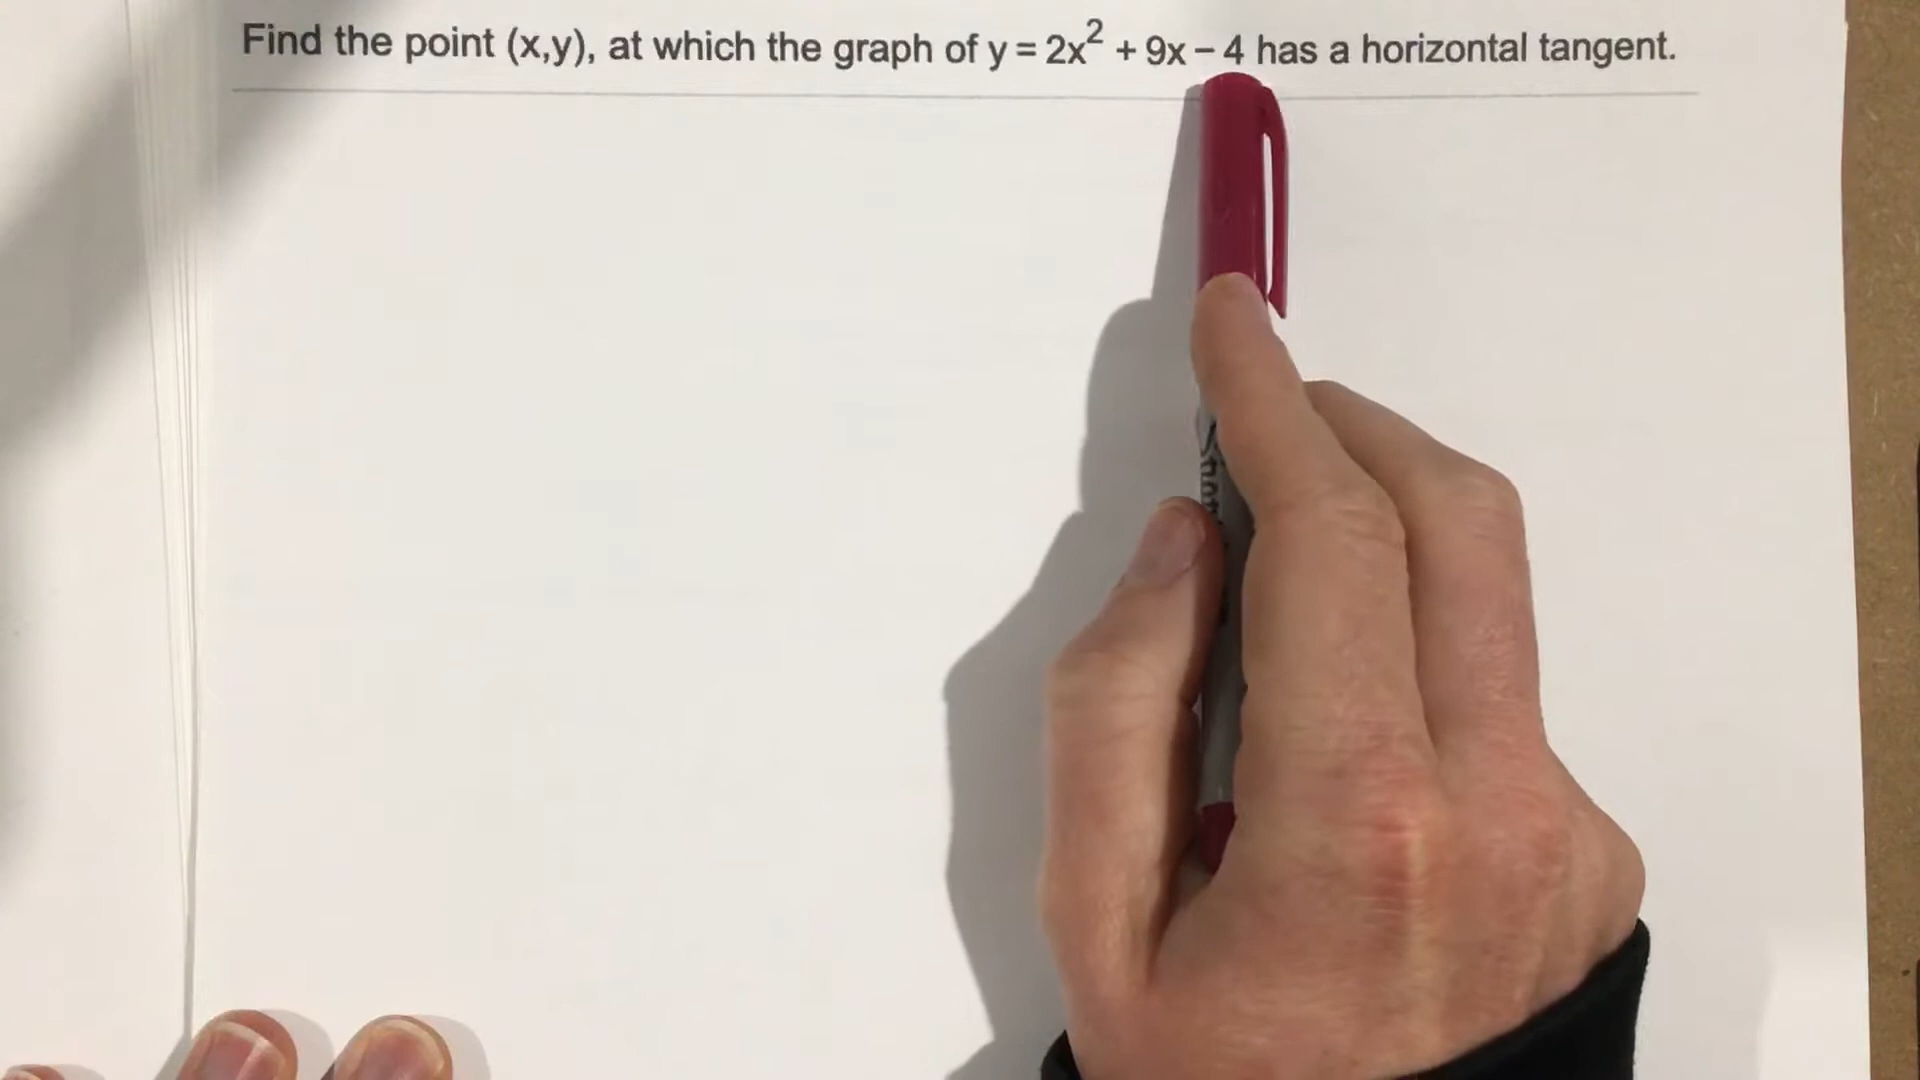 Find the point (x,y), at which the graph of y = 2x² + 9x − 4 has a horizontal tangent.